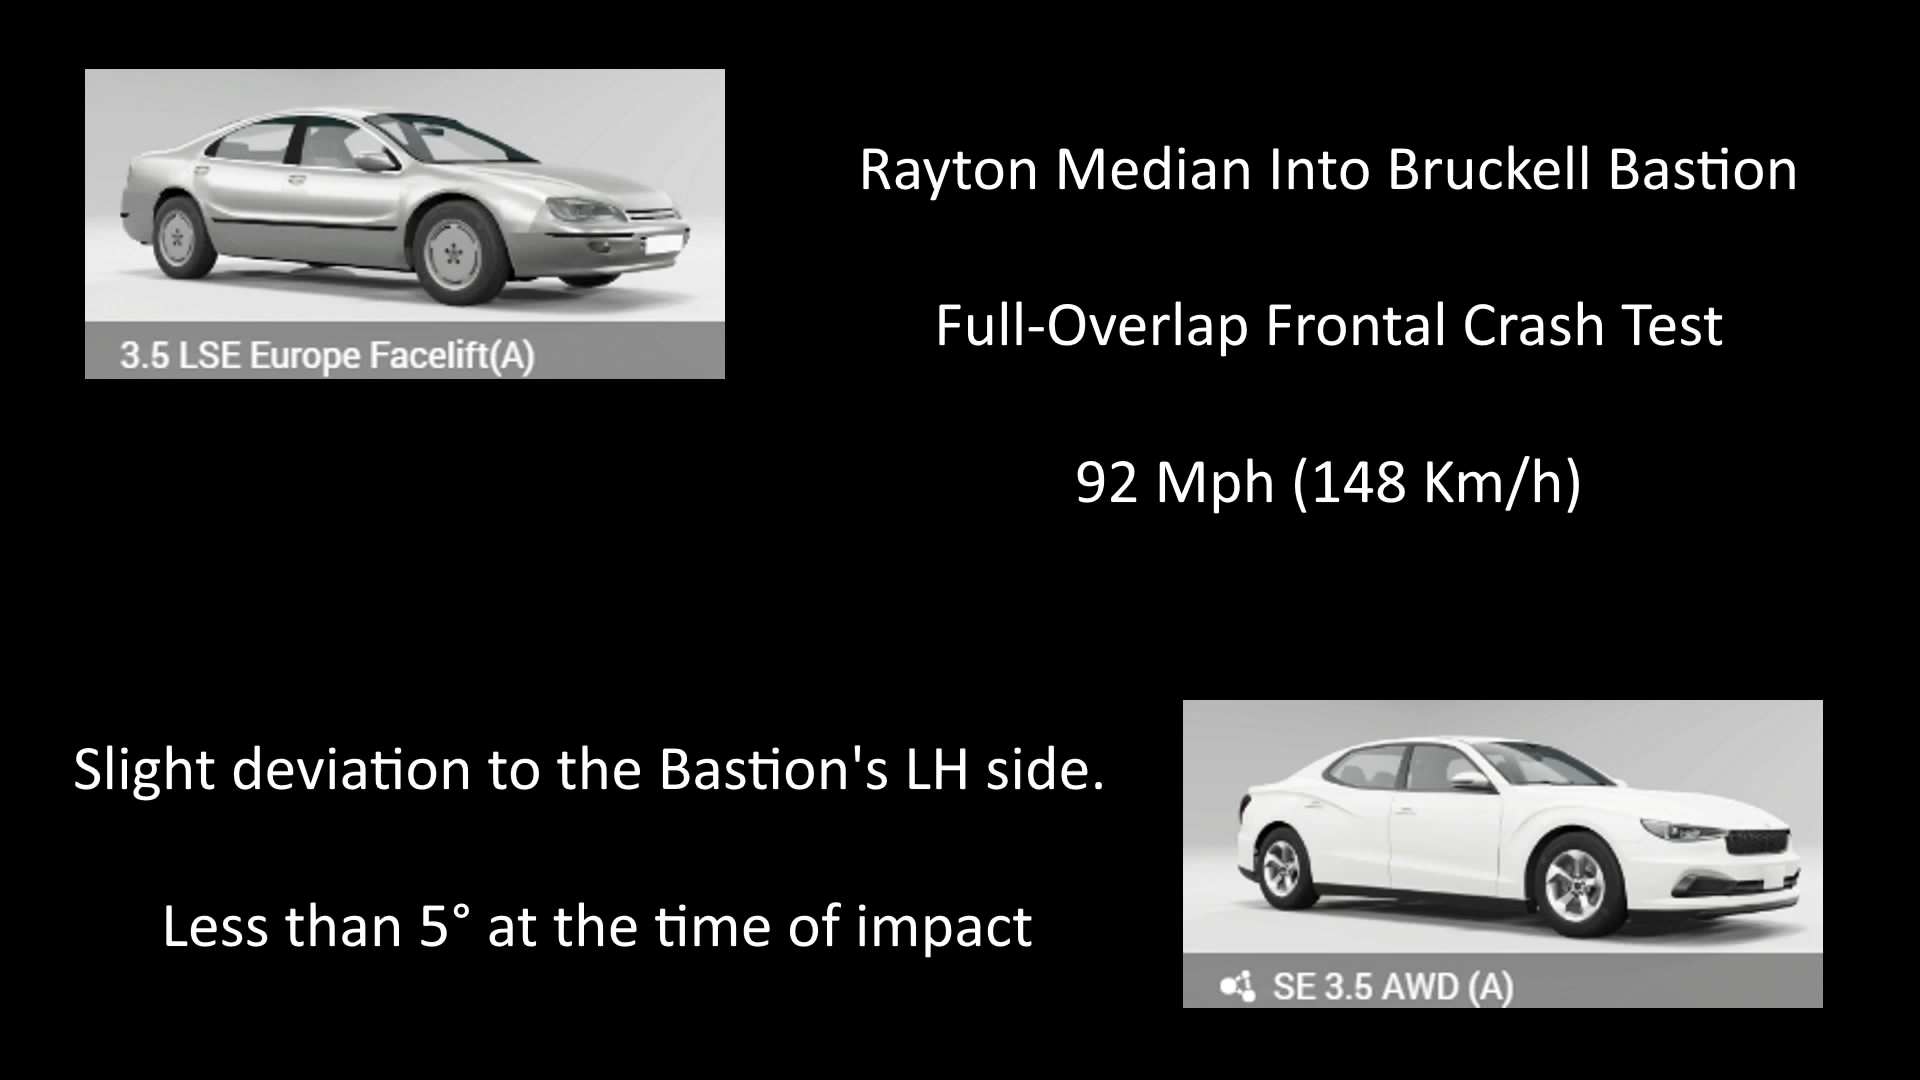 Rayton Median Into Bruckell Bastion
Full-Overlap Frontal Crash Test
92 Mph (148 Km/h)
3.5 LSE Europe Facelift(A)
Slight deviation to the Bastion's LH side.
Less than 5° at the time of impact
SE 3.5 AWD (A)